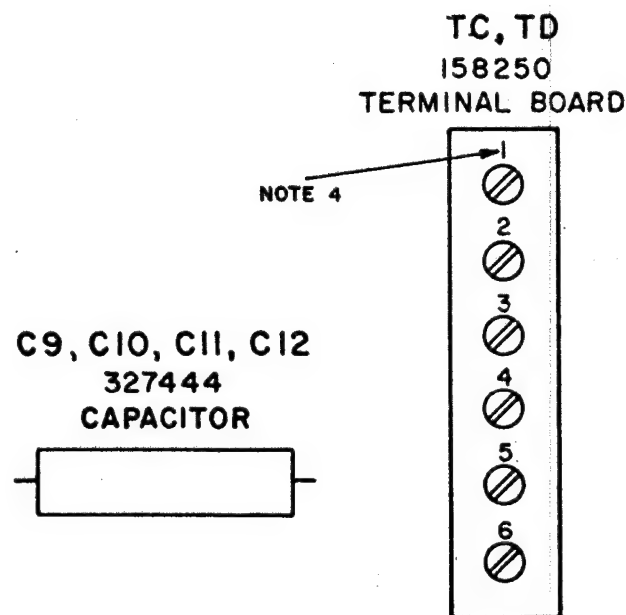 TC, TD
158250
TERMINAL BOARD
1
NOTE 4
2
3
C9, C10, C11, C12
327444
CAPACITOR
4
5
6